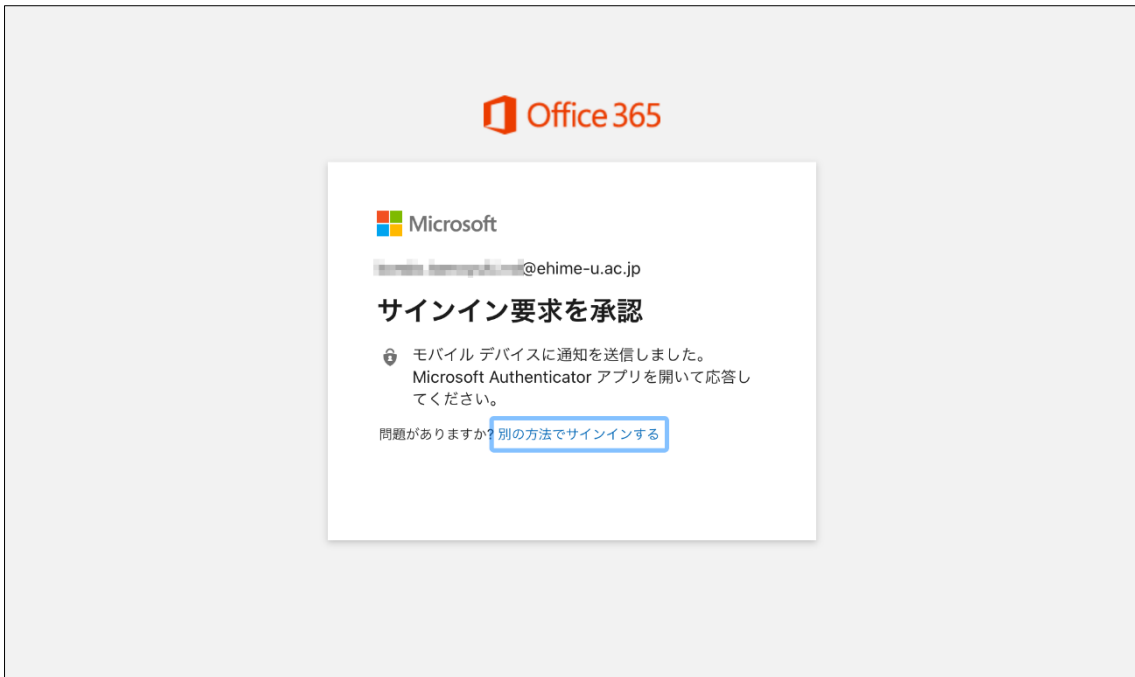 Office 365
Microsoft
@ehime-u.ac.jp
サインイン要求を承認
モバイル デバイスに通知を送信しました。
Microsoft Authenticator アプリを開いて応答し
てください。
問題がありますか? 別の方法でサインインする